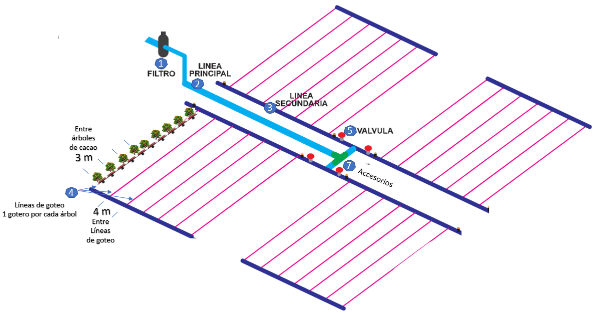 1
FILTRO
LINEA
PRINCIPAL
2
LINEA
3
SECUNDARIA
5 VALVULA
7
Accesorios
Entre
árboles
de cacao
3 m
4
Líneas de goteo
1 gotero por cada árbol
4 m
Entre
Líneas
de goteo